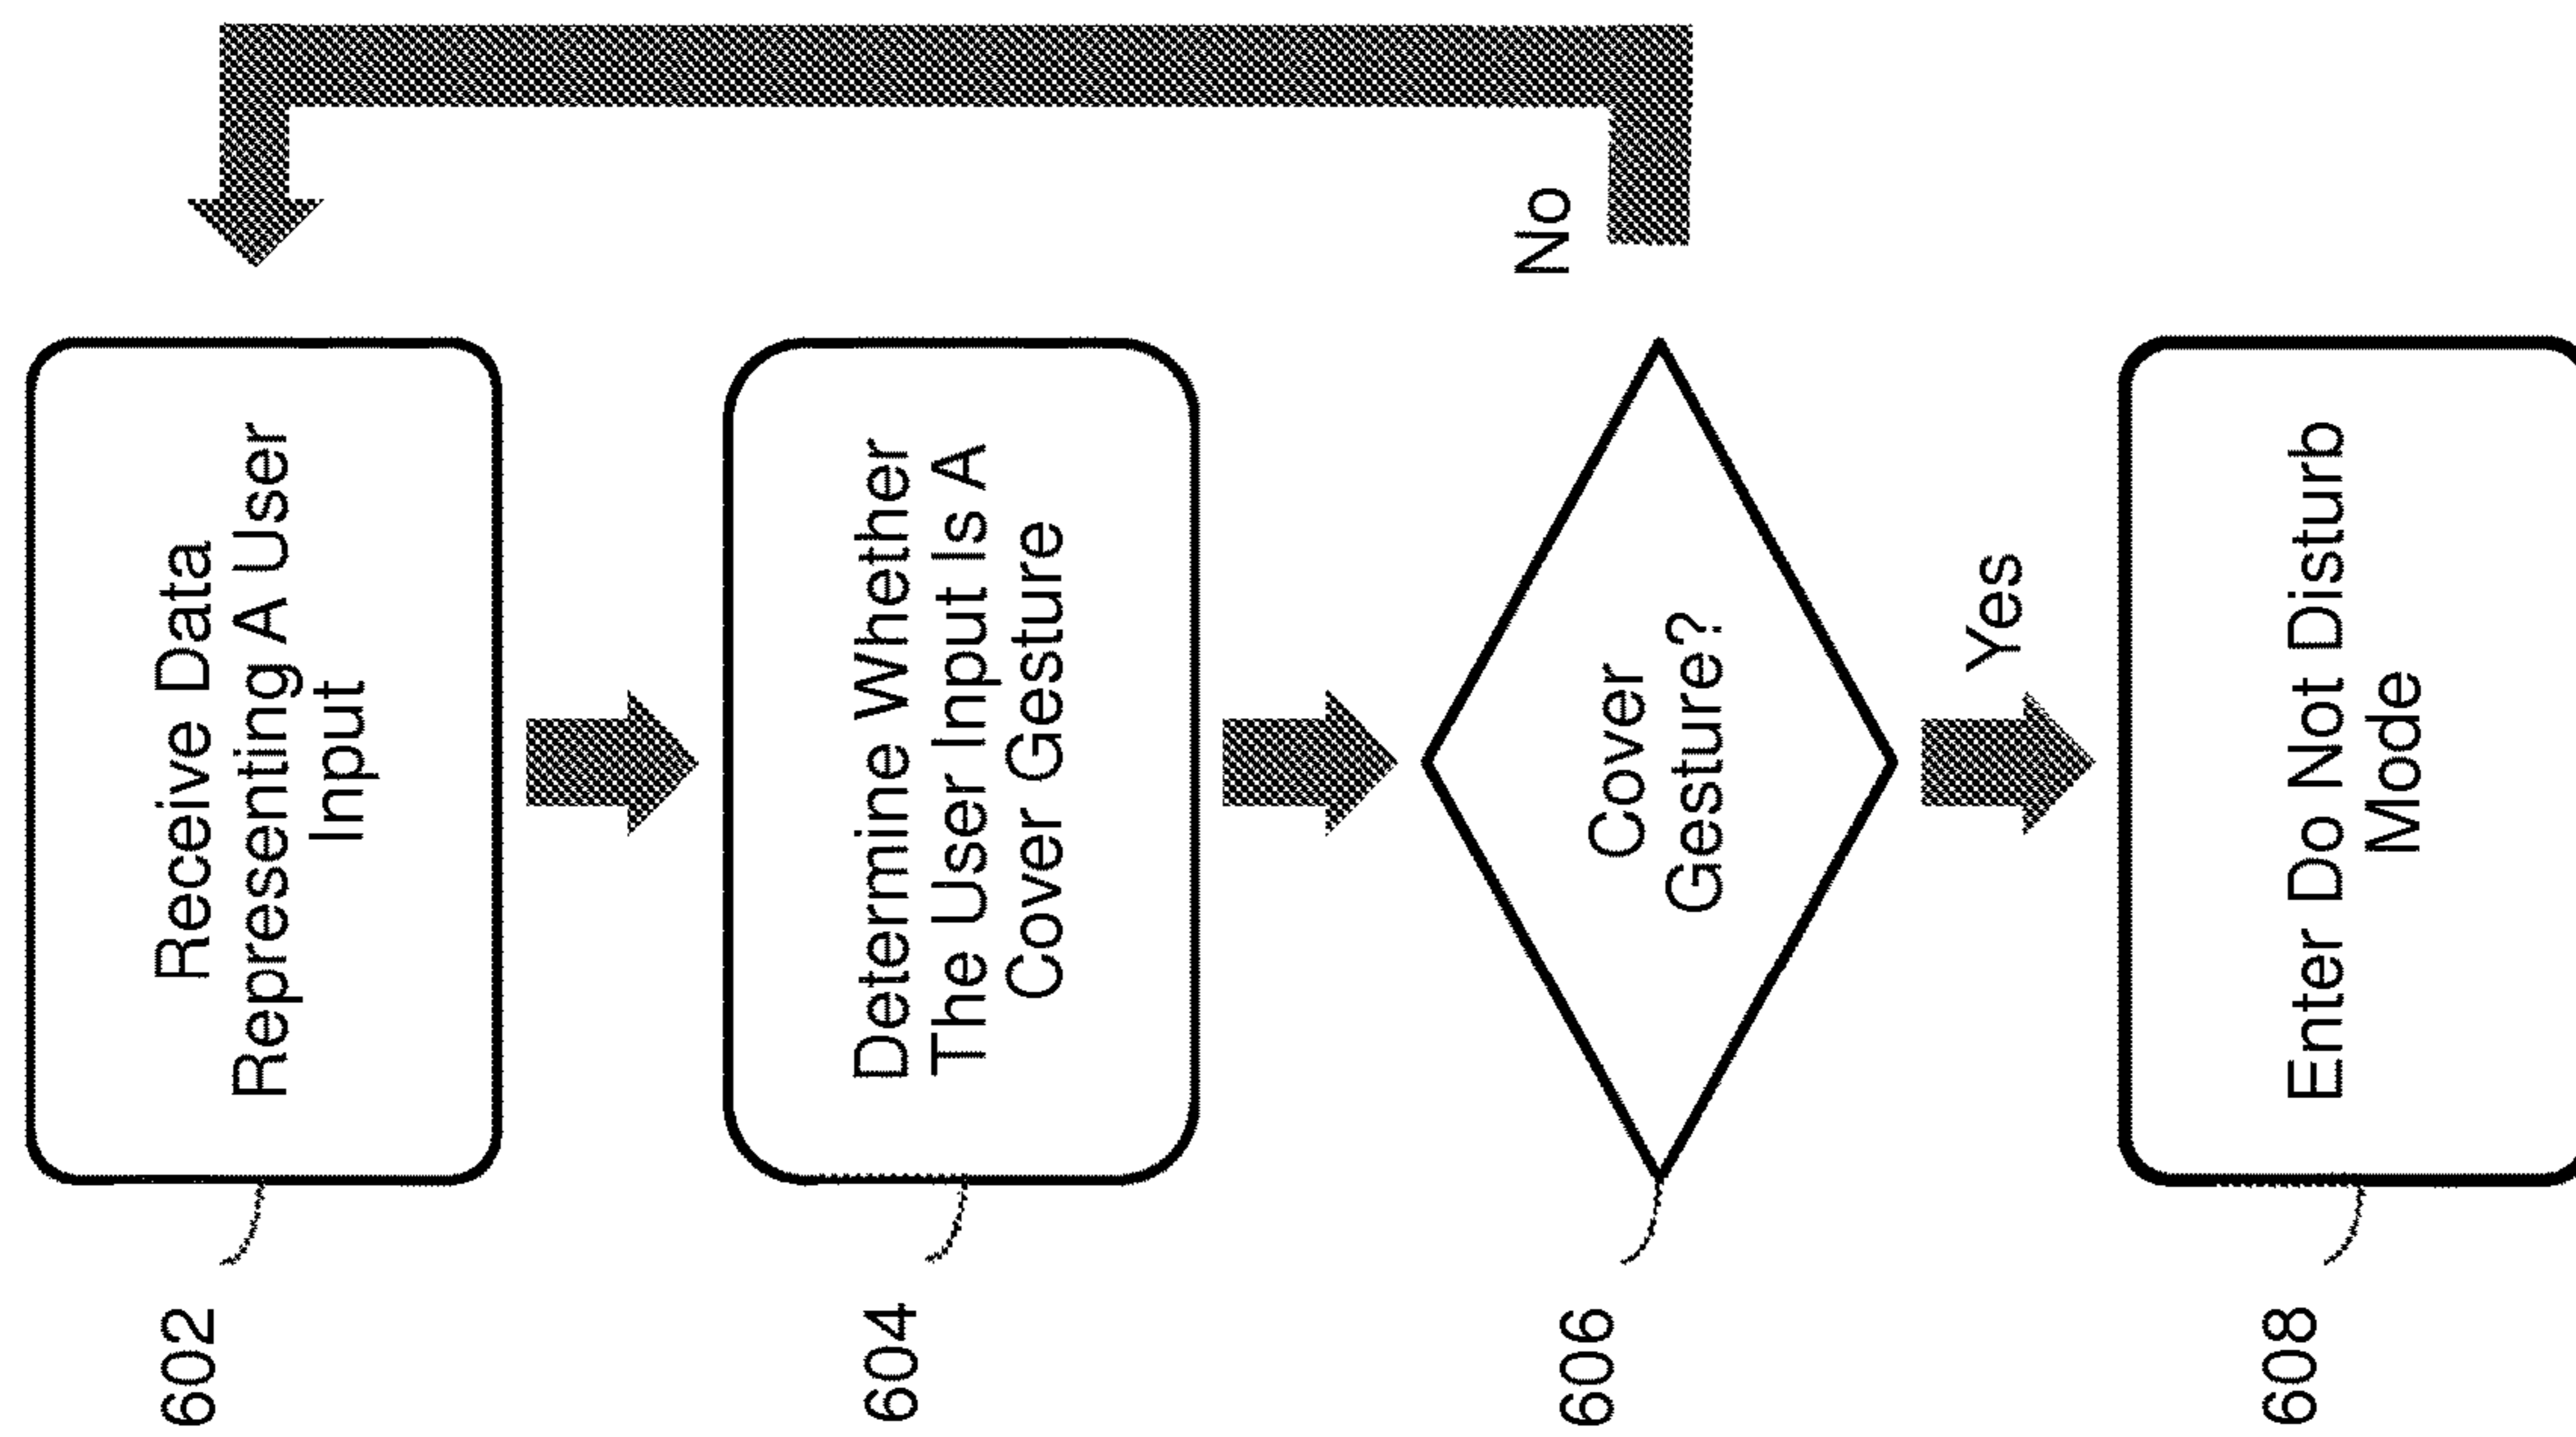 602
Receive Data
Representing A User
Input
604
Determine Whether
The User Input Is A
Cover Gesture
606
Cover
Gesture?
No
Yes
608
Enter Do Not Disturb
Mode